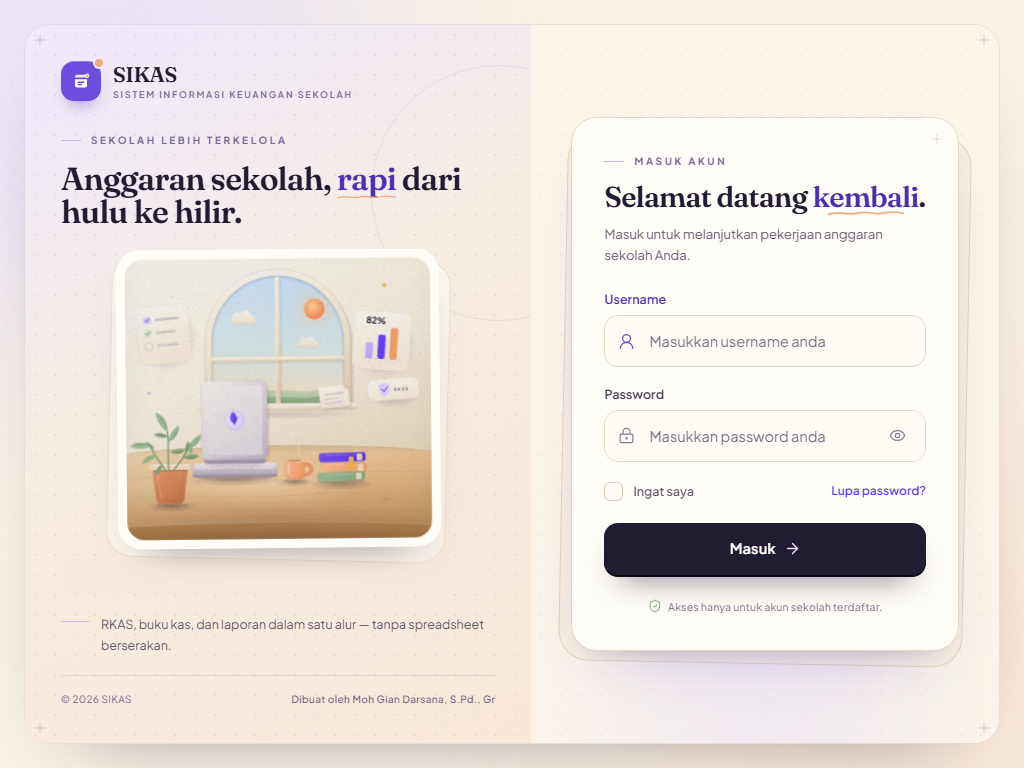 SIKAS
SISTEM INFORMASI KEUANGAN SEKOLAH
SEKOLAH LEBIH TERKELOLA
Anggaran sekolah, rapi dari
hulu ke hilir.
82%
RKAS
RKAS, buku kas, dan laporan dalam satu alur — tanpa spreadsheet
berserakan.
© 2026 SIKAS
Dibuat oleh Moh Gian Darsana, S.Pd., Gr
MASUK AKUN
Selamat datang kembali.
Masuk untuk melanjutkan pekerjaan anggaran
sekolah Anda.
Username
Masukkan username anda
Password
Masukkan password anda
Ingat saya
Lupa password?
Masuk
Akses hanya untuk akun sekolah terdaftar.